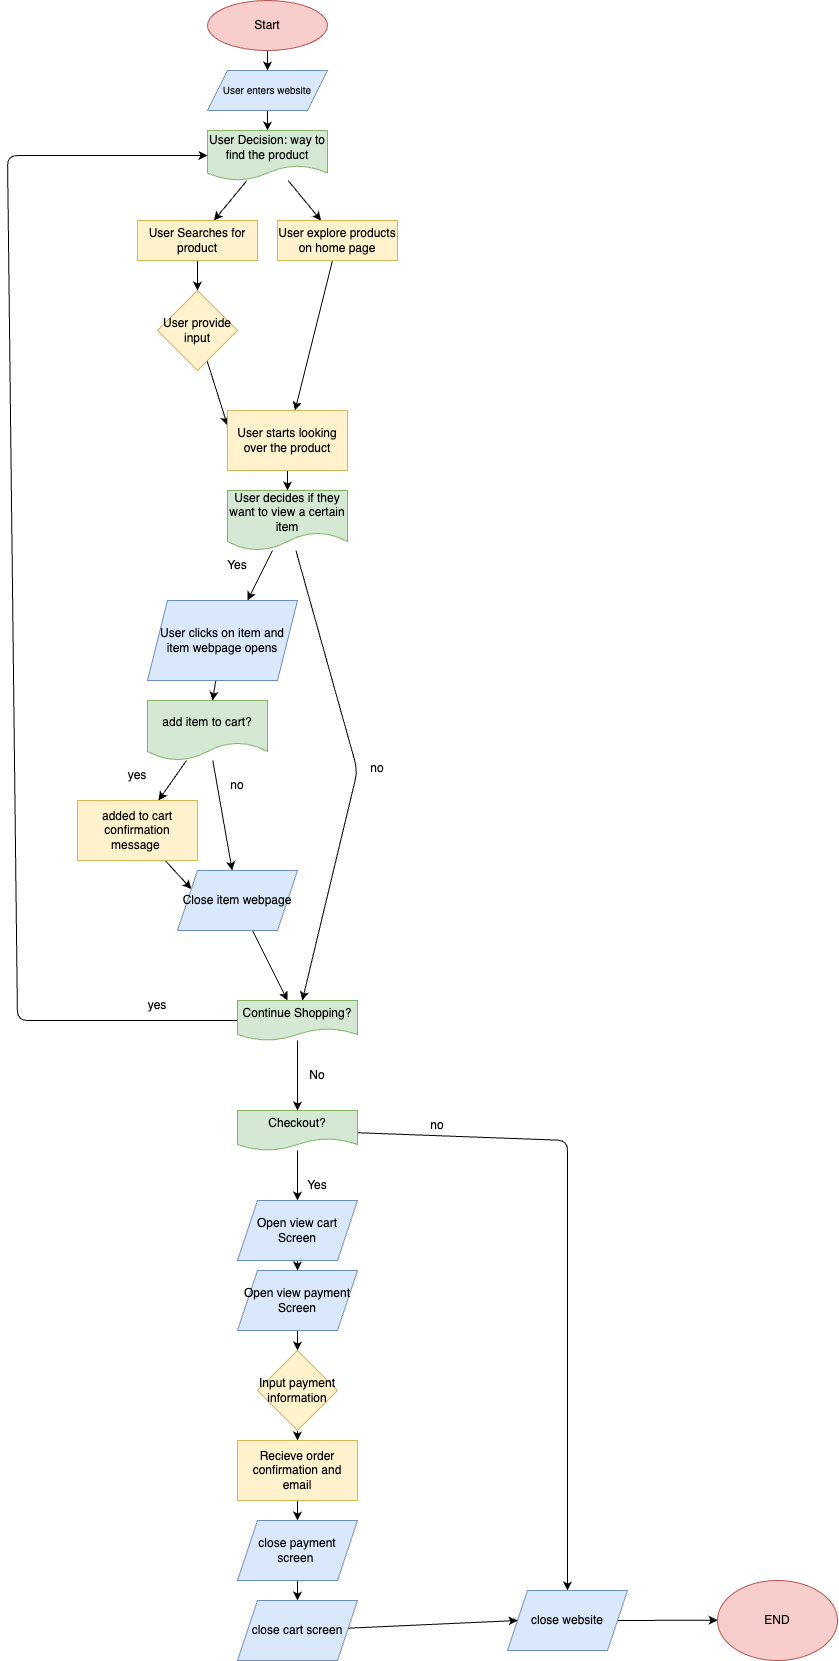 Start
User enters website
User Decision: way to
find the product
User Searches for
product
User explore products
on home page
User provide
input
User starts looking
over the product
User decides if they
want to view a certain
item
Yes
User clicks on item and
item webpage opens
add item to cart?
no
yes
no
added to cart
confirmation
message
Close item webpage
yes
Continue Shopping?
No
Checkout?
no
Yes
Open view cart
Screen
Open view payment
Screen
Input payment
information
Recieve order
confirmation and
email
close payment
screen
close cart screen
close website
END